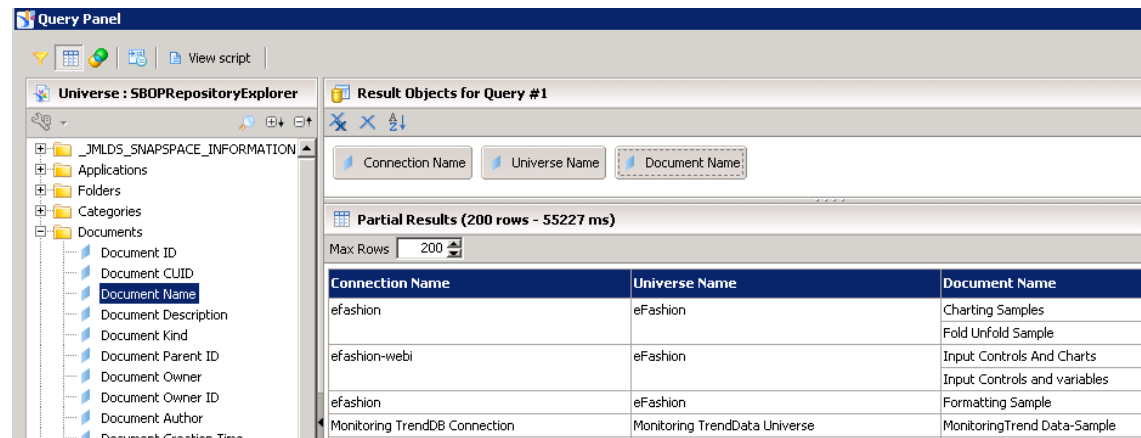 Query Panel
View script
Universe : SBOPRepositoryExplorer
Result Objects for Query #1
_JMLDS_SNAPSPACE_INFORMATION
Applications
Folders
Categories
Documents
Document ID
Document CUID
Document Name
Document Description
Document Kind
Document Parent ID
Document Owner
Document Owner ID
Document Author
Document Creation Time
Connection Name Universe Name Document Name
Partial Results (200 rows - 55227 ms)
Max Rows 200
Connection Name Universe Name Document Name
efashion eFashion Charting Samples
Fold Unfold Sample
efashion-webi eFashion Input Controls And Charts
Input Controls and variables
efashion eFashion Formatting Sample
Monitoring TrendDB Connection Monitoring TrendData Universe MonitoringTrend Data-Sample